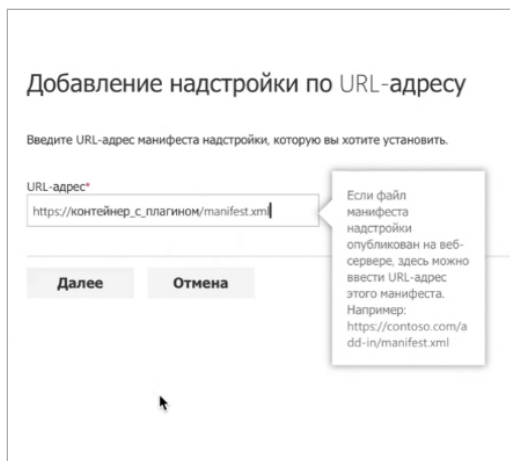 Добавление надстройки по URL-адресу
Введите URL-адрес манифеста надстройки, которую вы хотите установить.
URL-адрес*
https://контейнер_с_плагином/manifest.xml
Если файл
манифеста
надстройки
опубликован на веб-
сервере, здесь можно
ввести URL-адрес
этого манифеста.
Например:
https://contoso.com/a
dd-in/manifest.xml
Далее
Отмена